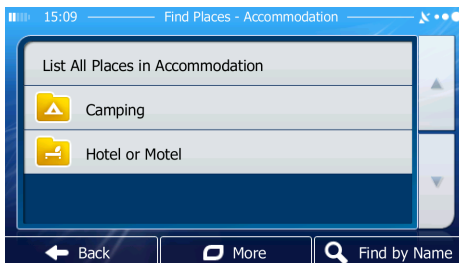 15:09 Find Places - Accommodation
List All Places in Accommodation
Camping
Hotel or Motel
Back More Find by Name